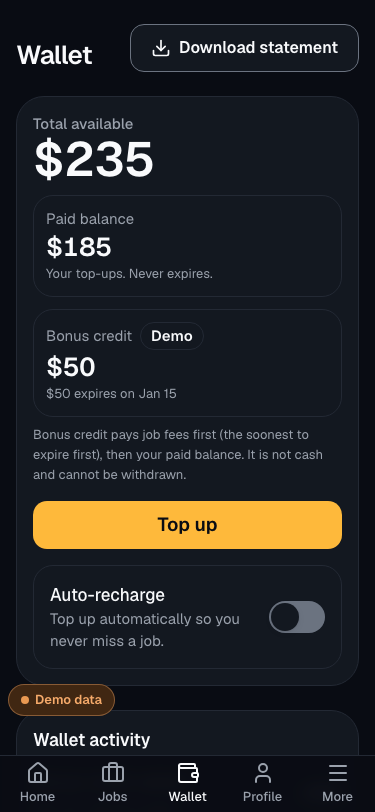 Wallet
Download statement
Total available
$235
Paid balance
$185
Your top-ups. Never expires.
Bonus credit
Demo
$50
$50 expires on Jan 15
Bonus credit pays job fees first (the soonest to
expire first), then your paid balance. It is not cash
and cannot be withdrawn.
Top up
Auto-recharge
Top up automatically so you
never miss a job.
Demo data
Wallet activity
Home
Jobs
Wallet
Profile
More